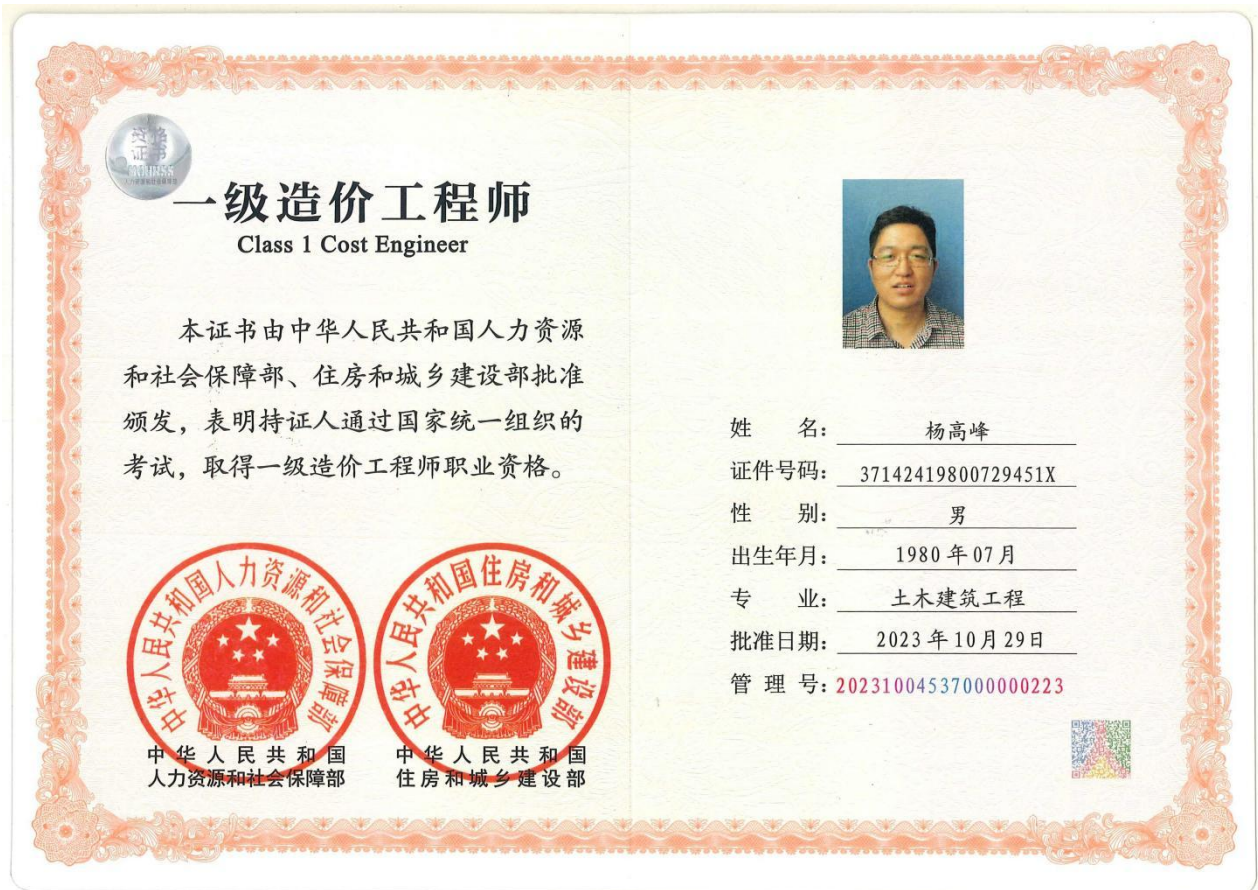 资格
证书
MOHRSS
一级造价工程师
Class 1 Cost Engineer
本证书由中华人民共和国人力资源
和社会保障部、住房和城乡建设部批准
颁发，表明持证人通过国家统一组织的
考试，取得一级造价工程师职业资格。
中华人民共和国人力资源和社会保障部
中华人民共和国住房和城乡建设部
中华人民共和国
人力资源和社会保障部
中华人民共和国
住房和城乡建设部
姓 名：杨高峰
证件号码：37142419800729451X
性 别：男
出生年月：1980年07月
专 业：土木建筑工程
批准日期：2023年10月29日
管 理 号：20231004537000000223